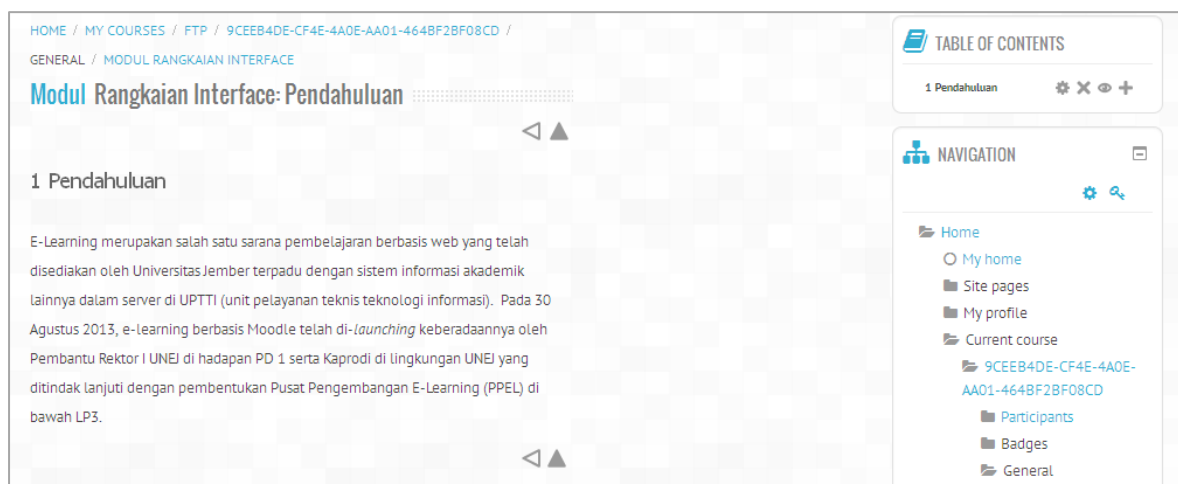 HOME / MY COURSES / FTP / 9CEEB4DE-CF4E-4A0E-AA01-464BF2BF08CD /
GENERAL / MODUL RANGKAIAN INTERFACE
Modul Rangkaian Interface: Pendahuluan
1 Pendahuluan
E-Learning merupakan salah satu sarana pembelajaran berbasis web yang telah
disediakan oleh Universitas Jember terpadu dengan sistem informasi akademik
lainnya dalam server di UPTTI (unit pelayanan teknis teknologi informasi). Pada 30
Agustus 2013, e-learning berbasis Moodle telah di-launching keberadaannya oleh
Pembantu Rektor I UNEJ di hadapan PD 1 serta Kaprodi di lingkungan UNEJ yang
ditindak lanjuti dengan pembentukan Pusat Pengembangan E-Learning (PPEL) di
bawah LP3.
TABLE OF CONTENTS
1 Pendahuluan
NAVIGATION
Home
My home
Site pages
My profile
Current course
9CEEB4DE-CF4E-4A0E-
AA01-464BF2BF08CD
Participants
Badges
General